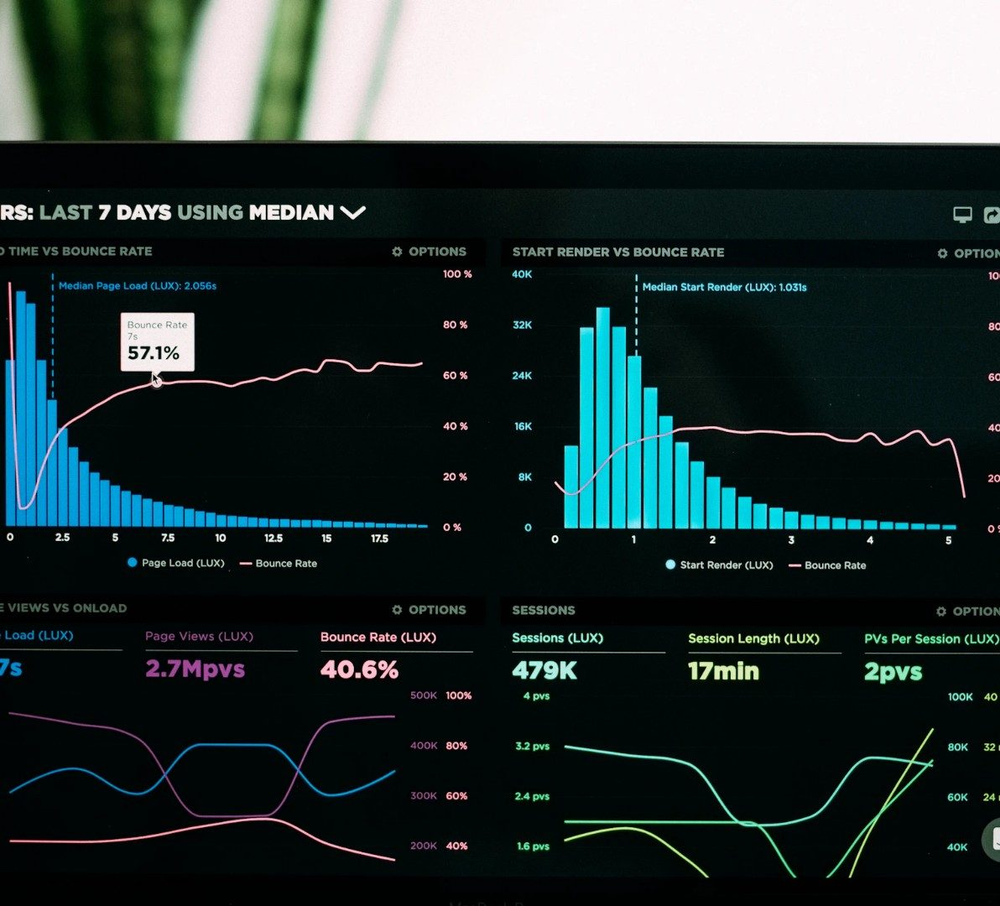 RS: LAST 7 DAYS USING MEDIAN
TIME VS BOUNCE RATE
OPTIONS
Median Page Load (LUX): 2.056s
Bounce Rate
7s
57.1%
100 %
80 %
60 %
40 %
20 %
0 %
0 2.5 5 7.5 10 12.5 15 17.5
Page Load (LUX) Bounce Rate
START RENDER VS BOUNCE RATE
OPTION
Median Start Render (LUX): 1.031s
40K
32K
24K
16K
8K
0
10
80
60
40
20
0
0 1 2 3 4 5
Start Render (LUX) Bounce Rate
VIEWS VS ONLOAD
OPTIONS
Load (LUX)
7s
Page Views (LUX)
2.7Mpvs
Bounce Rate (LUX)
40.6%
500K 100%
400K 80%
300K 60%
200K 40%
SESSIONS
OPTION
Sessions (LUX)
479K
Session Length (LUX)
17min
PVs Per Session (LUX)
2pvs
4 pvs
3.2 pvs
2.4 pvs
1.6 pvs
100K 40
80K 32
60K 24
40K